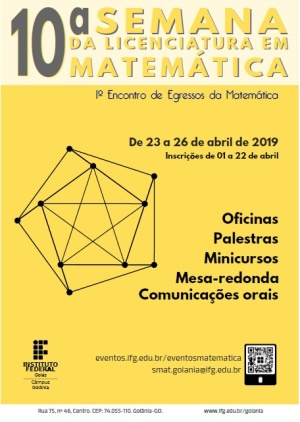 10ª SEMANA
DA LICENCIATURA EM
MATEMÁTICA
1º Encontro de Egressos da Matemática
De 23 a 26 de abril de 2019
Inscrições de 01 a 22 de abril
Oficinas
Palestras
Minicursos
Mesa-redonda
Comunicações orais
INSTITUTO
FEDERAL
Goiás
Câmpus
Goiânia
eventos.ifg.edu.br/eventosmatematica
smat.goiania@ifg.edu.br
Rua 75, nº 46, Centro. CEP: 74.055-110. Goiânia-GO.
www.ifg.edu.br/goiania